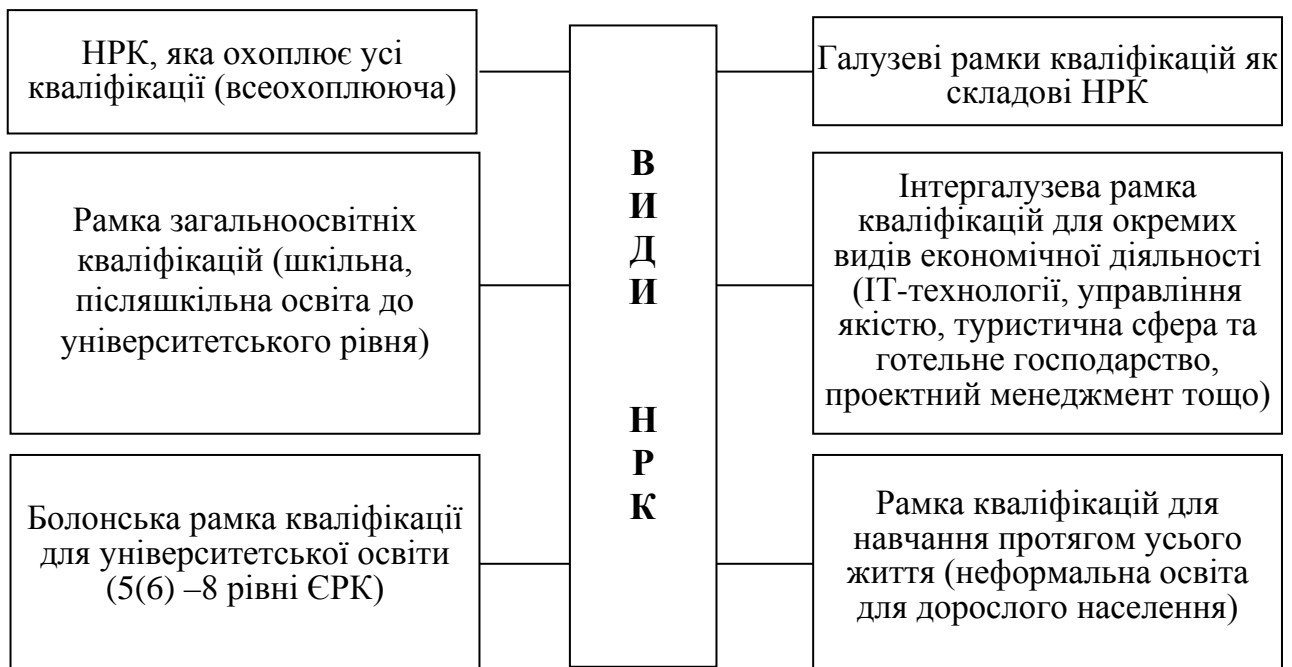 НРК, яка охоплює усі
кваліфікації (всеохоплююча)
Рамка загальноосвітніх
кваліфікацій (шкільна,
післяшкільна освіта до
університетського рівня)
Болонська рамка кваліфікації
для університетської освіти
(5(6) –8 рівні ЄРК)
В
И
Д
И
Н
Р
К
Галузеві рамки кваліфікацій як
складові НРК
Інтергалузева рамка
кваліфікацій для окремих
видів економічної діяльності
(ІТ-технології, управління
якістю, туристична сфера та
готельне господарство,
проектний менеджмент тощо)
Рамка кваліфікацій для
навчання протягом усього
життя (неформальна освіта
для дорослого населення)